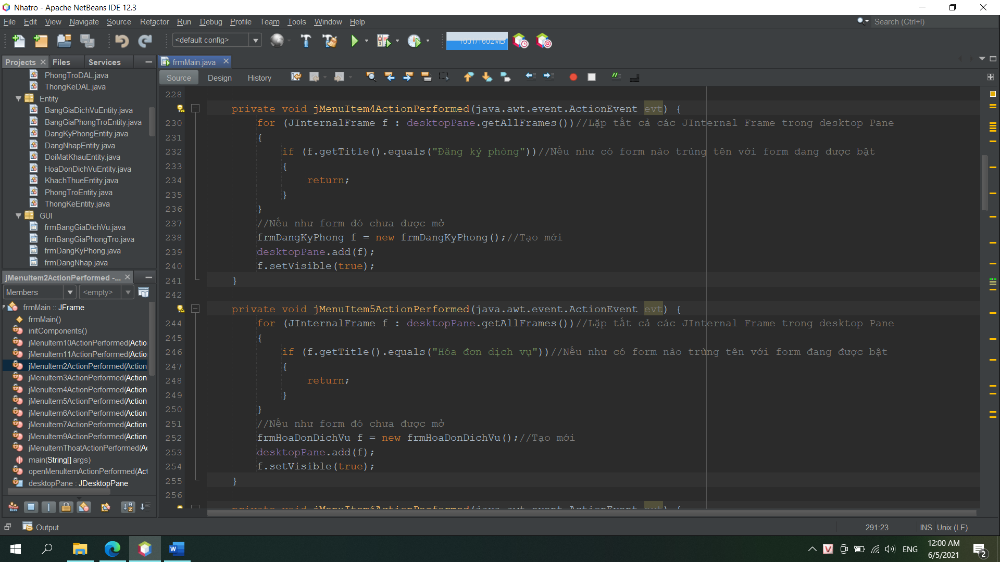 Nhatro - Apache NetBeans IDE 12.3
File Edit View Navigate Source Refactor Run Debug Profile Team Tools Window Help
Search (Ctrl+I)
<default config>
1001/1602MB
Projects Files Services
frmMain.java
Source Design History
PhongTroDAL.java
ThongKeDAL.java
Entity
BangGiaDichVuEntity.java
BangGiaPhongTroEntity.java
DangKyPhongEntity.java
DangNhapEntity.java
DoiMatKhauEntity.java
HoaDonDichVuEntity.java
KhachThueEntity.java
PhongTroEntity.java
ThongKeEntity.java
GUI
frmBangGiaDichVu.java
frmBangGiaPhongTro.java
frmDangKyPhong.java
frmDangNhap.java
jMenuItem2ActionPerformed -...
Members
<empty>
frmMain :: JFrame
frmMain()
initComponents()
jMenuItem10ActionPerformed(Actio
jMenuItem11ActionPerformed(Actio
jMenuItem2ActionPerformed(Action
jMenuItem3ActionPerformed(Action
jMenuItem4ActionPerformed(Action
jMenuItem5ActionPerformed(Action
jMenuItem6ActionPerformed(Action
jMenuItem7ActionPerformed(Action
jMenuItem9ActionPerformed(Action
jMenuItemThoatActionPerformed(Ac
main(String[] args)
openMenuItemActionPerformed(Act
desktopPane : JDesktopPane
228
private void jMenuItem4ActionPerformed(java.awt.event.ActionEvent evt) {
230 for (JInternalFrame f : desktopPane.getAllFrames())//Lặp tất cả các JInternal Frame trong desktop Pane
231 {
232 if (f.getTitle().equals("Đăng ký phòng"))//Nếu như có form nào trùng tên với form đang được bật
233 {
234 return;
235 }
236 }
237 //Nếu như form đó chưa được mở
238 frmDangKyPhong f = new frmDangKyPhong();//Tạo mới
239 desktopPane.add(f);
240 f.setVisible(true);
241 }
242
private void jMenuItem5ActionPerformed(java.awt.event.ActionEvent evt) {
244 for (JInternalFrame f : desktopPane.getAllFrames())//Lặp tất cả các JInternal Frame trong desktop Pane
245 {
246 if (f.getTitle().equals("Hóa đơn dịch vụ"))//Nếu như có form nào trùng tên với form đang được bật
247 {
248 return;
249 }
250 }
251 //Nếu như form đó chưa được mở
252 frmHoaDonDichVu f = new frmHoaDonDichVu();//Tạo mới
253 desktopPane.add(f);
254 f.setVisible(true);
255 }
256
private void jMenuItem6ActionPerformed(java.awt.event.ActionEvent evt) {
Output
291:23 INS Unix (LF)
ENG
12:00 AM
6/5/2021
2